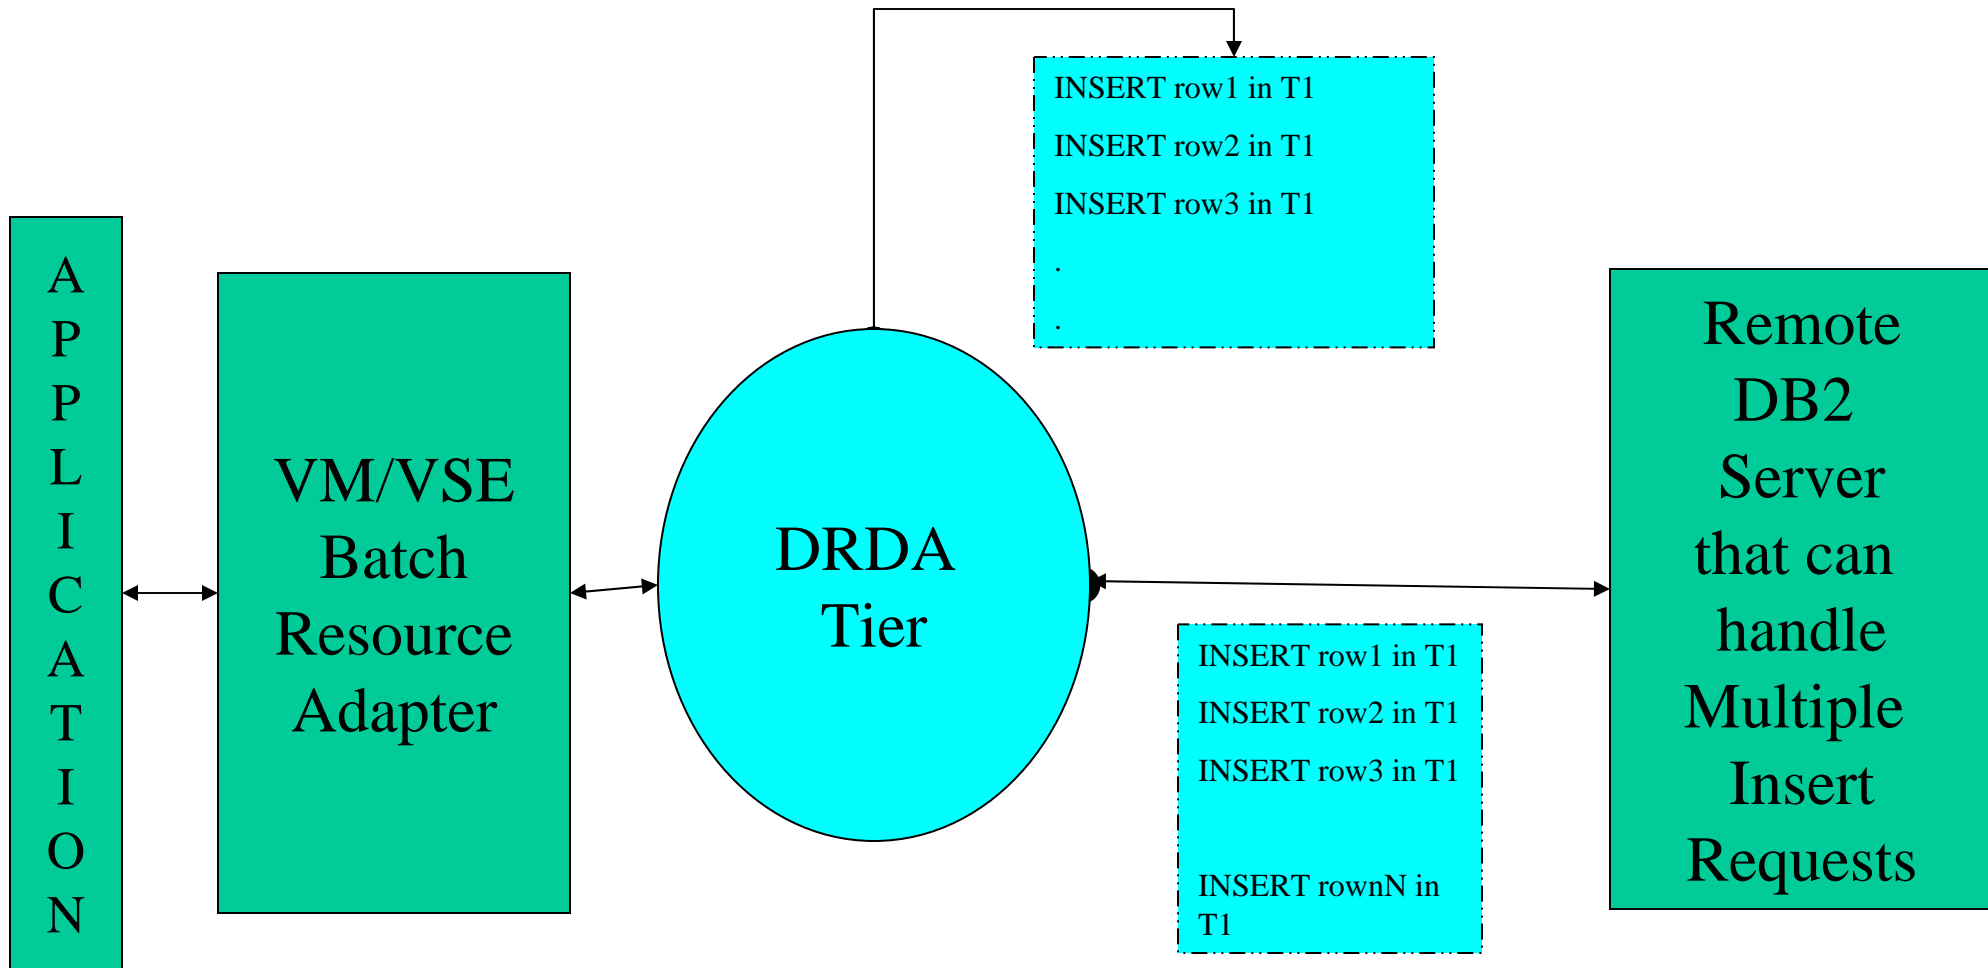 A
P
P
L
I
C
A
T
I
O
N
VM/VSE
Batch
Resource
Adapter
DRDA
Tier
INSERT row1 in T1
INSERT row2 in T1
INSERT row3 in T1
.
.
INSERT row1 in T1
INSERT row2 in T1
INSERT row3 in T1
INSERT rownN in
T1
Remote
DB2
Server
that can
handle
Multiple
Insert
Requests